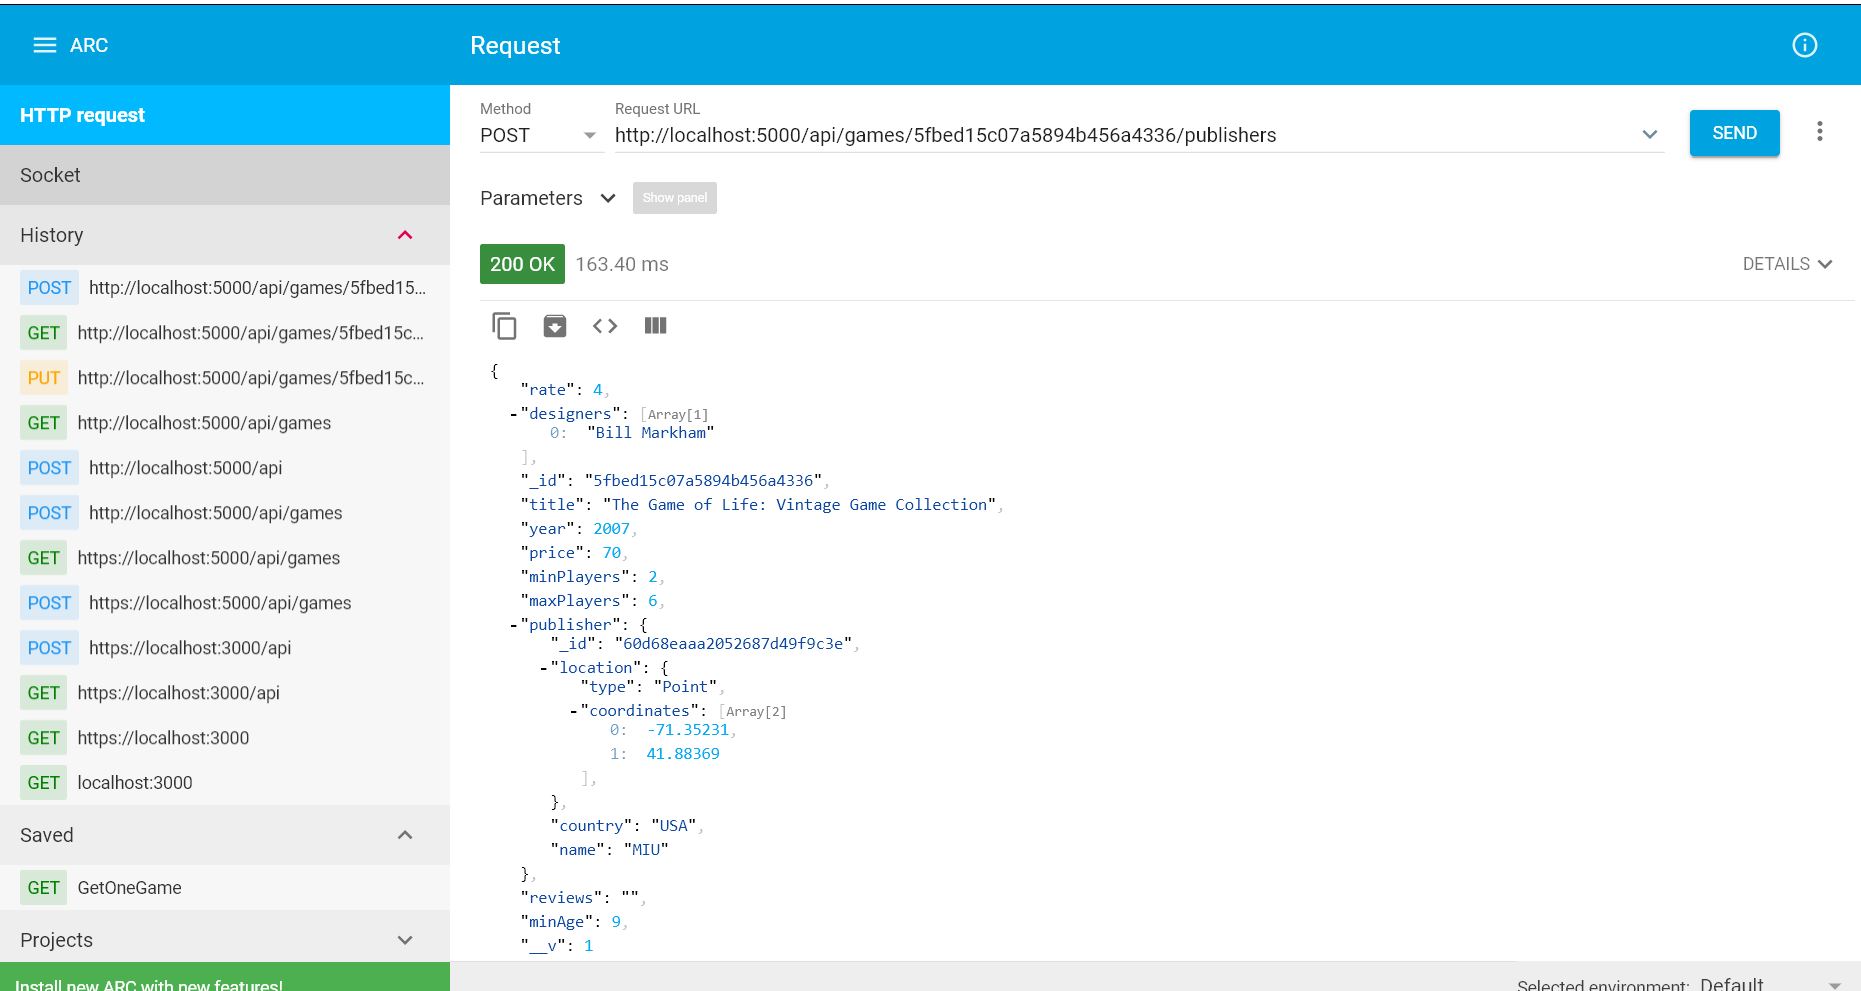 ARC
Request
HTTP request
Socket
History
POST http://localhost:5000/api/games/5fbed15...
GET http://localhost:5000/api/games/5fbed15c...
PUT http://localhost:5000/api/games/5fbed15c...
GET http://localhost:5000/api/games
POST http://localhost:5000/api
POST http://localhost:5000/api/games
GET https://localhost:5000/api/games
POST https://localhost:5000/api/games
POST https://localhost:3000/api
GET https://localhost:3000/api
GET https://localhost:3000
GET localhost:3000
Saved
GET GetOneGame
Projects
Install new ARC with new features!
Method
Request URL
POST
http://localhost:5000/api/games/5fbed15c07a5894b456a4336/publishers
SEND
Parameters
Show panel
200 OK 163.40 ms
DETAILS
{
"rate": 4,
-"designers": [Array[1]
0: "Bill Markham"
],
"_id": "5fbed15c07a5894b456a4336",
"title": "The Game of Life: Vintage Game Collection",
"year": 2007,
"price": 70,
"minPlayers": 2,
"maxPlayers": 6,
-"publisher": {
"_id": "60d68eaaa2052687d49f9c3e",
-"location": {
"type": "Point",
-"coordinates": [Array[2]
0: -71.35231,
1: 41.88369
],
},
"country": "USA",
"name": "MIU"
},
"reviews": "",
"minAge": 9,
"__v": 1
Selected environment: Default